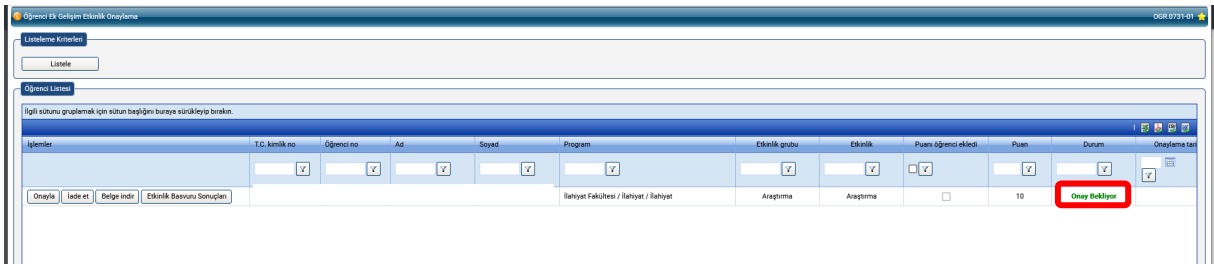 Öğrenci Ek Gelişim Etkinlik Onaylama OGR.0731-01
Listeleme Kriterleri
Listele
Öğrenci Listesi
İlgili sütunu gruplamak için sütun başlığını buraya sürükleyip bırakın.
İşlemler T.C. kimlik no Öğrenci no Ad Soyad Program Etkinlik grubu Etkinlik Puanı öğrenci ekledi Puan Durum Onaylama tari
Onayla İade et Belge indir Etkinlik Basvuru Sonuçları İlahiyat Fakültesi / İlahiyat / İlahiyat Araştırma Araştırma 10 Onay Bekliyor